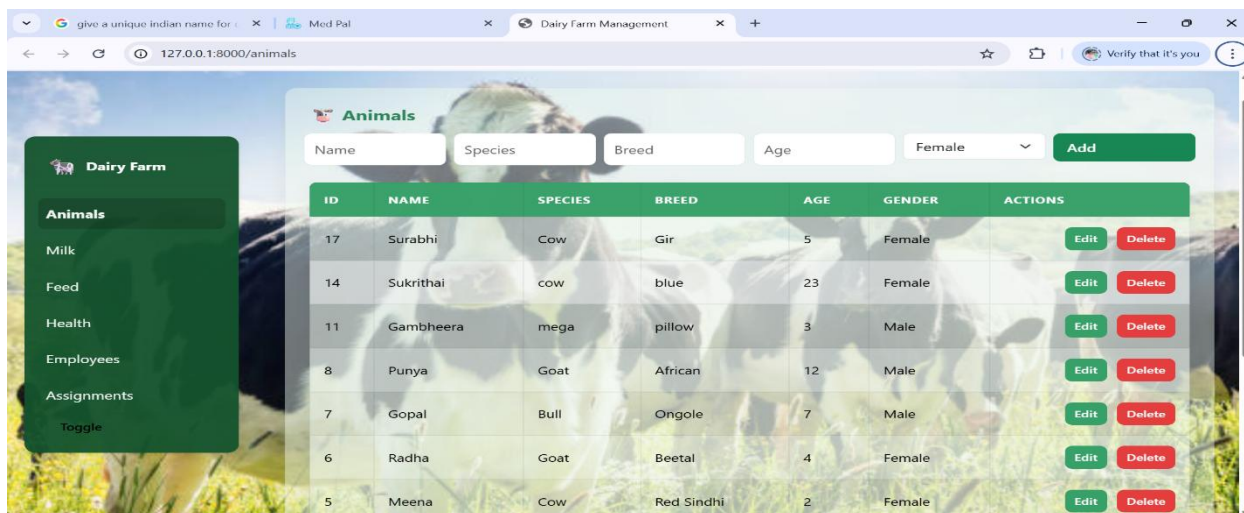 give a unique indian name for
Med Pal
Dairy Farm Management
127.0.0.1:8000/animals
Verify that it's you
Dairy Farm
Animals
Milk
Feed
Health
Employees
Assignments
Toggle
Animals
Name Species Breed Age Female Add
ID NAME SPECIES BREED AGE GENDER ACTIONS
17 Surabhi Cow Gir 5 Female Edit Delete
14 Sukrithai cow blue 23 Female Edit Delete
11 Gambheera mega pillow 3 Male Edit Delete
8 Punya Goat African 12 Male Edit Delete
7 Gopal Bull Ongole 7 Male Edit Delete
6 Radha Goat Beetal 4 Female Edit Delete
5 Meena Cow Red Sindhi 2 Female Edit Delete